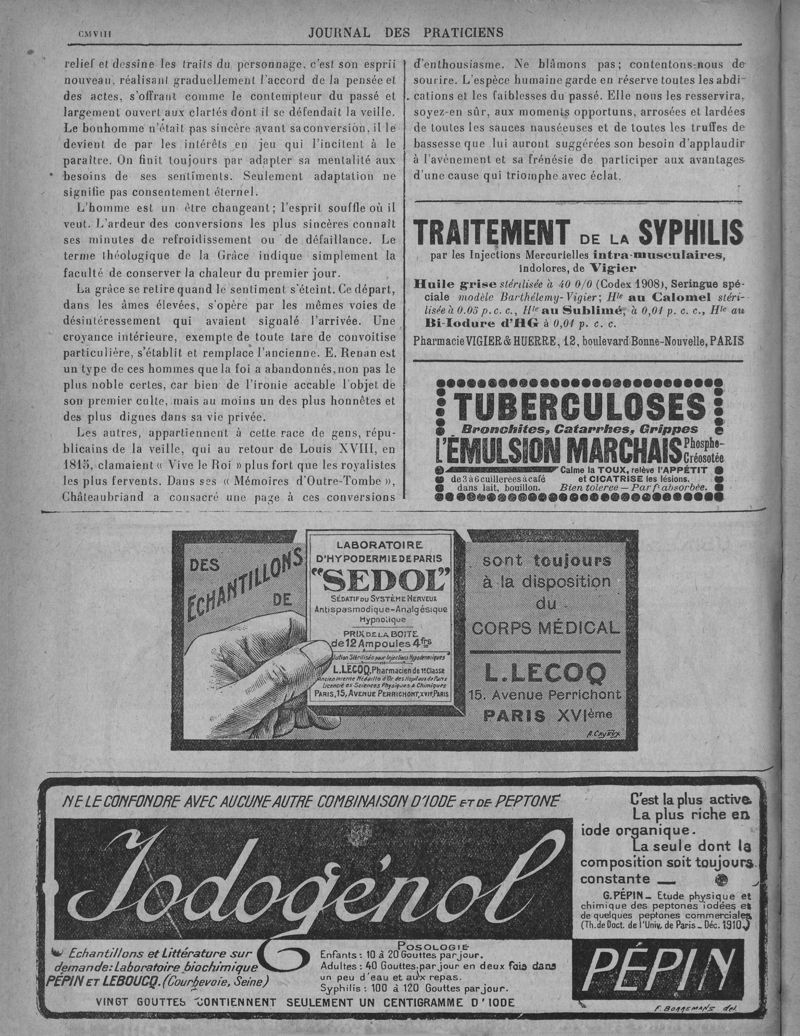 CMVIII
JOURNAL DES PRATICIENS
relief et dessine les traits du personnage, c'est son esprit
nouveau, réalisant graduellement l'accord de la pensée et
des actes, s'offrant comme le contempteur du passé et
largement ouvert aux clartés dont il se défendait la veille.
Le bonhomme n'était pas sincère avant sa conversion, il le
devient de par les intérêts en jeu qui l'incitent à le
paraître. On finit toujours par adapter sa mentalité aux
besoins de ses sentiments. Seulement adaptation ne
signifie pas consentement éternel.
L'homme est un être changeant; l'esprit souffle où il
veut. L'ardeur des conversions les plus sincères connaît
ses minutes de refroidissement ou de défaillance. Le
terme théologique de la Grâce indique simplement la
faculté de conserver la chaleur du premier jour.
La grâce se retire quand le sentiment s'éteint. Ce départ,
dans les âmes élevées, s'opère par les mêmes voies de
désintéressement qui avaient signalé l'arrivée. Une
croyance intérieure, exempte de toute tare de convoitise
particulière, s'établit et remplace l'ancienne. E. Renan est
un type de ces hommes que la foi a abandonnés, non pas le
plus noble certes, car bien de l'ironie accable l'objet de
son premier culte, mais au moins un des plus honnêtes et
des plus dignes dans sa vie privée.
Les autres, appartiennent à cette race de gens, répu-
blicains de la veille, qui au retour de Louis XVIII, en
1815, clamaient « Vive le Roi » plus fort que les royalistes
les plus fervents. Dans ses « Mémoires d'Outre-Tombe »,
Châteaubriand a consacré une page à ces conversions
d'enthousiasme. Ne blâmons pas; contentons-nous de
sourire. L'espèce humaine garde en réserve toutes les abdi-
cations et les faiblesses du passé. Elle nous les resservira,
soyez-en sûr, aux moments opportuns, arrosées et lardées
de toutes les sauces nauséeuses et de toutes les truffes de
bassesse que lui auront suggérées son besoin d'applaudir
à l'avènement et sa frénésie de participer aux avantages
d'une cause qui triomphe avec éclat.
TRAITEMENT DE LA SYPHILIS
par les Injections Mercurielles intra-musculaires,
indolores, de Vigier
Huile grise stérilisée à 40 0/0 (Codex 1908), Seringue spé-
ciale modèle Barthélemy-Vigier; Hle au Calomel stéri-
lisée à 0.05 p. c. c., Hle au Sublimé, à 0,01 p. c. c., Hle au
Bi-Iodure d'HG à 0,01 p. c. c.
Pharmacie VIGIER & HUERRE, 12, boulevard Bonne-Nouvelle, PARIS
TUBERCULOSES
Bronchites, Catarrhes, Grippes
L'ÉMULSION MARCHAIS Phospho-
Créosotée
Calme la TOUX, relève l'APPÉTIT
de 3 à 6 cuillerées à café
et CICATRISE les lésions.
dans lait, bouillon.
Bien tolérée — Parft absorbée.
DES
ÉCHANTILLONS
DE
LABORATOIRE
D'HYPODERMIE DE PARIS
"SEDOL"
SÉDATIF DU SYSTÈME NERVEUX
Antispasmodique-Analgésique
Hypnotique
PRIX DE LA BOITE
de 12 Ampoules 4frs
Solution Stérilisée pour Injections Hypodermiques
L. LECOQ, Pharmacien de 1re Classe
Ancien interne Médaille d'Or des Hôpitaux de Paris
Licencié ès Sciences Physiques & Chimiques
PARIS, 15, AVENUE PERRICHONT, XVIe, PARIS
sont toujours
à la disposition
du
CORPS MÉDICAL
L. LECOQ
15. Avenue Perrichont
PARIS XVIème
NE LE CONFONDRE AVEC AUCUNE AUTRE COMBINAISON D'IODE ET DE PEPTONE
Iodogénol
C'est la plus active.
La plus riche en
iode organique.
La seule dont la
composition soit toujours
constante —
G. PÉPIN _ Etude physique et
chimique des peptones iodées et
de quelques peptones commerciales
(Th. de Doct. de l'Univ. de Paris _ Déc. 1910)
Echantillons et Littérature sur
demande: Laboratoire biochimique
PÉPIN ET LEBOUCQ. (Courbevoie, Seine)
POSOLOGIE
Enfants : 10 à 20 Gouttes par jour.
Adultes : 40 Gouttes par jour en deux fois dans
un peu d'eau et aux repas.
Syphilis : 100 à 120 Gouttes par jour.
PÉPIN
VINGT GOUTTES CONTIENNENT SEULEMENT UN CENTIGRAMME D'IODE